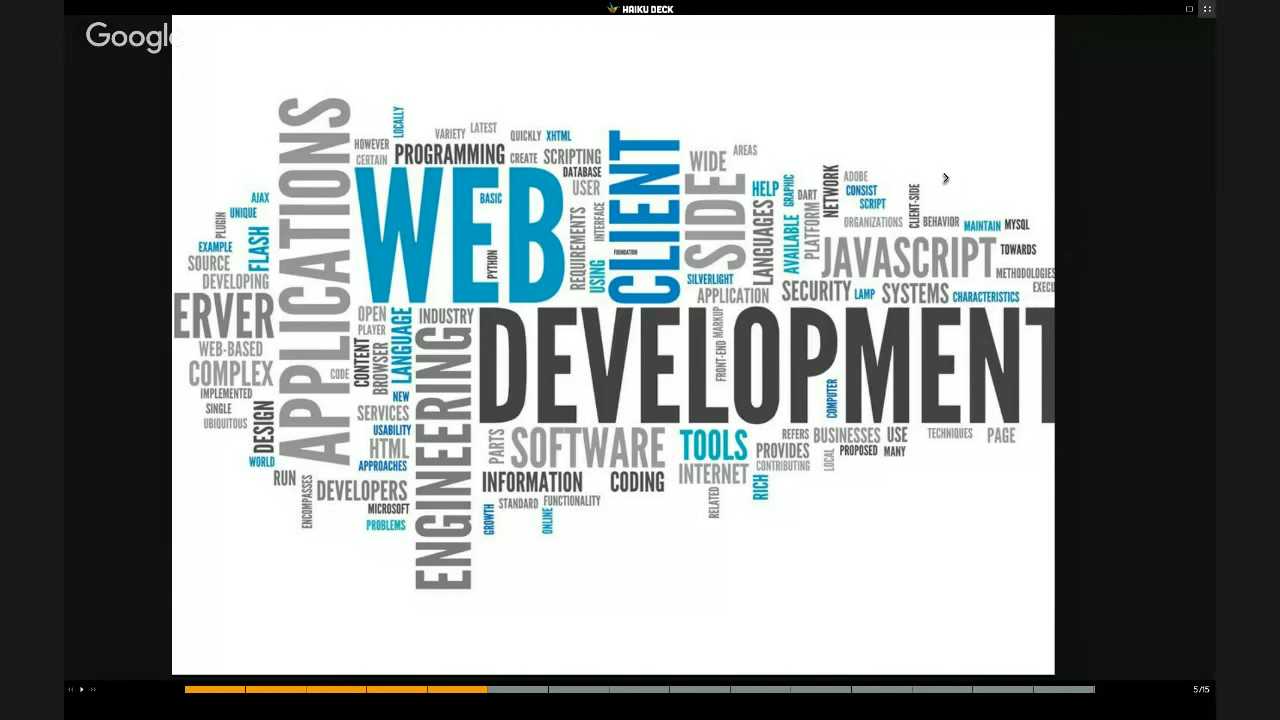 HAIKU DECK
Google
APPLICATIONS
LOCALLY
VARIETY
LATEST
QUICKLY
XHTML
HOWEVER
CERTAIN
PROGRAMMING
CREATE
SCRIPTING
DATABASE
USER
CLIENT
WIDE
AREAS
SIDE
WEB
BASIC
PYTHON
REQUIREMENTS
INTERFACE
USING
FOUNDATION
HELP
GRAPHIC
DART
NETWORK
ADOBE
CONSIST
SCRIPT
CLIENT-SIDE
LANGUAGES
AVAILABLE
PLATFORM
ORGANIZATIONS
BEHAVIOR
MAINTAIN
MYSQL
AJAX
UNIQUE
PLUGIN
EXAMPLE
FLASH
SOURCE
DEVELOPING
JAVASCRIPT
TOWARDS
METHODOLOGIES
EXECU
SILVERLIGHT
APPLICATION
SECURITY
LAMP
SYSTEMS
CHARACTERISTICS
ERVER
WEB-BASED
COMPLEX
IMPLEMENTED
SINGLE
UBIQUITOUS
DESIGN
WORLD
OPEN
PLAYER
CODE
CONTENT
BROWSER
LANGUAGE
INDUSTRY
NEW
SERVICES
USABILITY
HTML
APPROACHES
ENGINEERING
DEVELOPMENT
FRONT-END
MARKUP
COMPUTER
RUN
ENCOMPASSES
DEVELOPERS
MICROSOFT
PROBLEMS
PARTS
SOFTWARE
TOOLS
REFERS
BUSINESSES
USE
TECHNIQUES
PAGE
PROVIDES
LOCAL
PROPOSED
MANY
CONTRIBUTING
INFORMATION
CODING
INTERNET
RICH
RELATED
GROWTH
STANDARD
FUNCTIONALITY
ONLINE
5/15